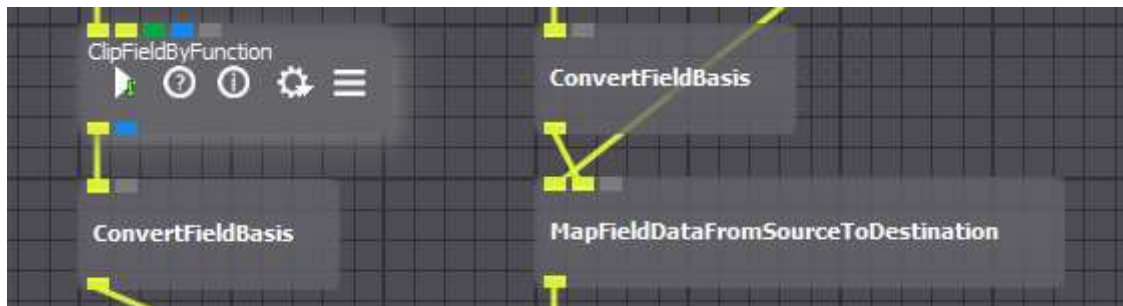 ClipFieldByFunction
ConvertFieldBasis
ConvertFieldBasis
MapFieldDataFromSourceToDestination